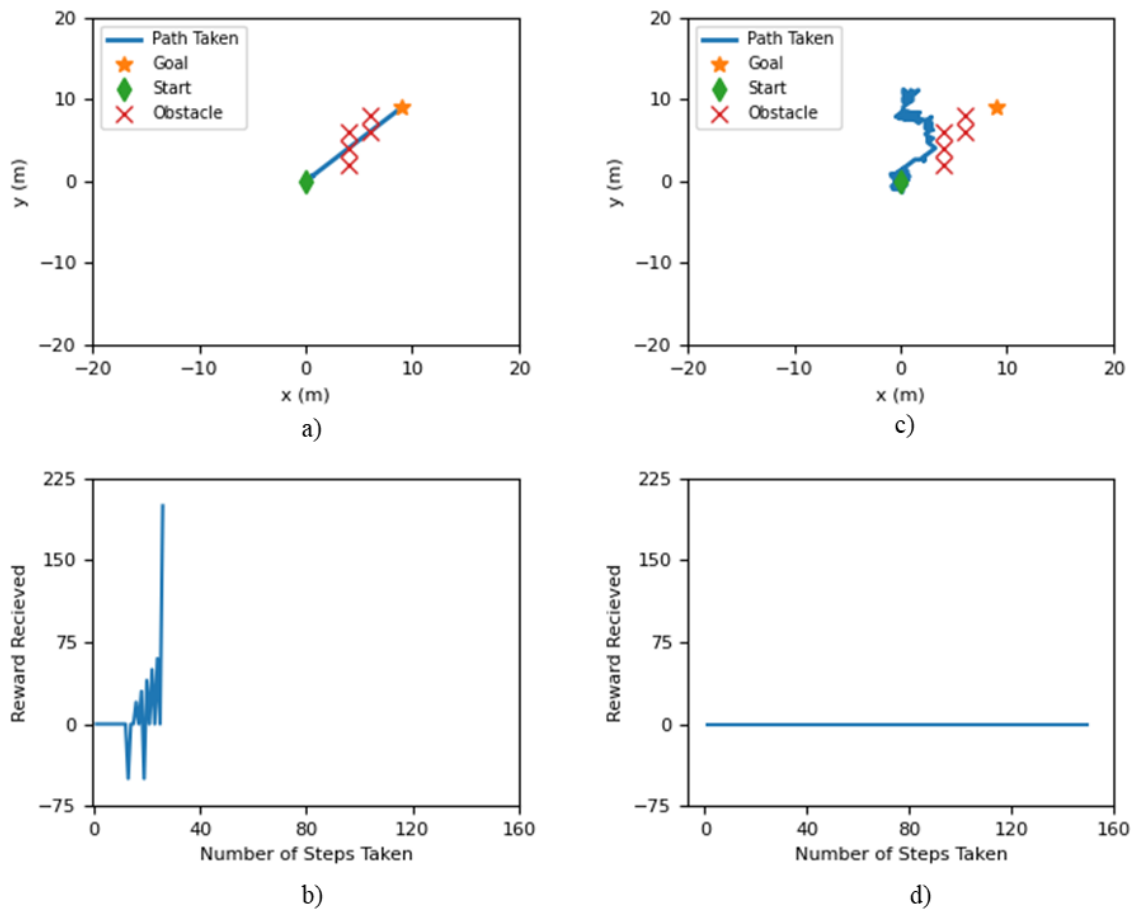 20
10
0
−10
−20
y (m)
Path Taken
Goal
Start
Obstacle
−20
−10
0
10
20
x (m)
a)
20
10
0
−10
−20
y (m)
Path Taken
Goal
Start
Obstacle
−20
−10
0
10
20
x (m)
c)
225
150
75
0
−75
Reward Recieved
0
40
80
120
160
Number of Steps Taken
b)
225
150
75
0
−75
Reward Recieved
0
40
80
120
160
Number of Steps Taken
d)